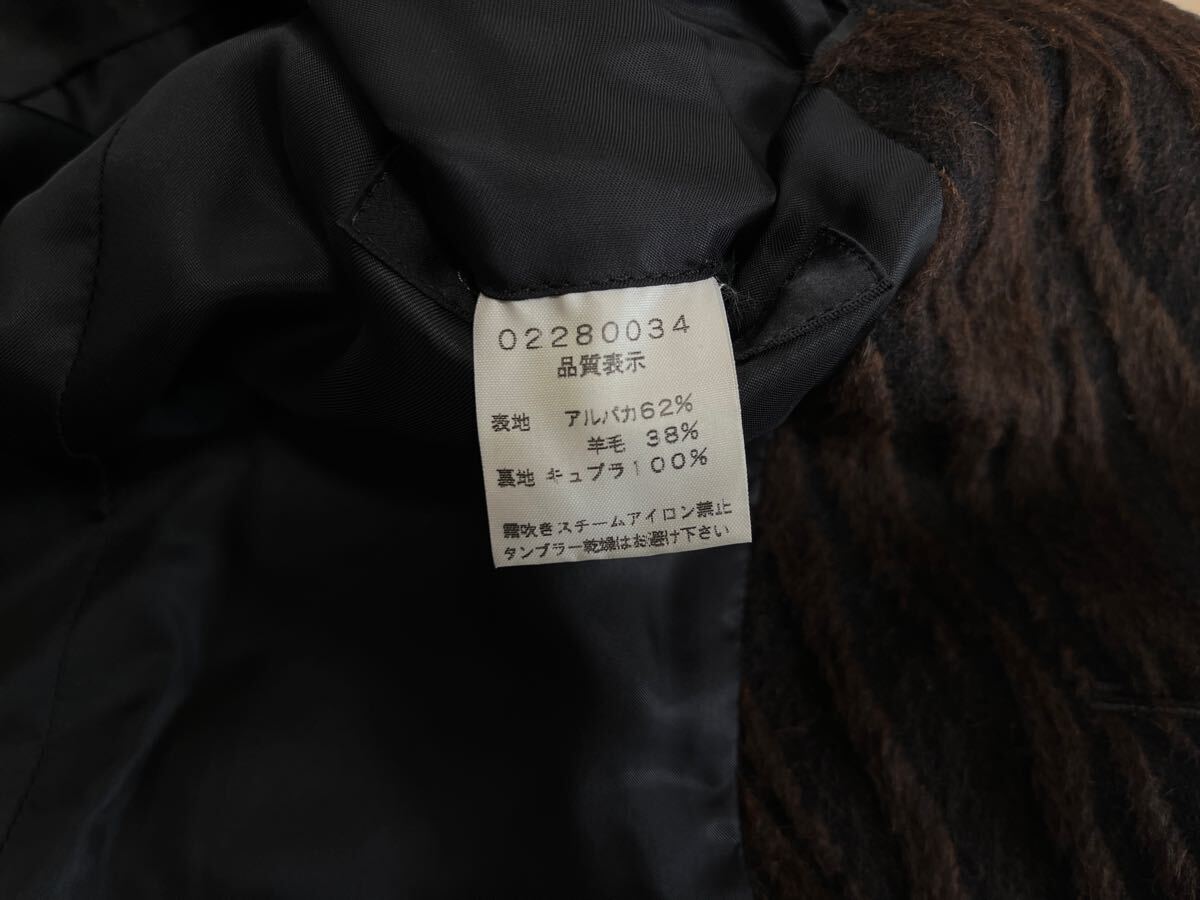 02280034
品質表示
表地 アルパカ62%
羊毛 38%
裏地 キュプラ100%
霧吹きスチームアイロン禁止
タンブラー乾燥はお避け下さい